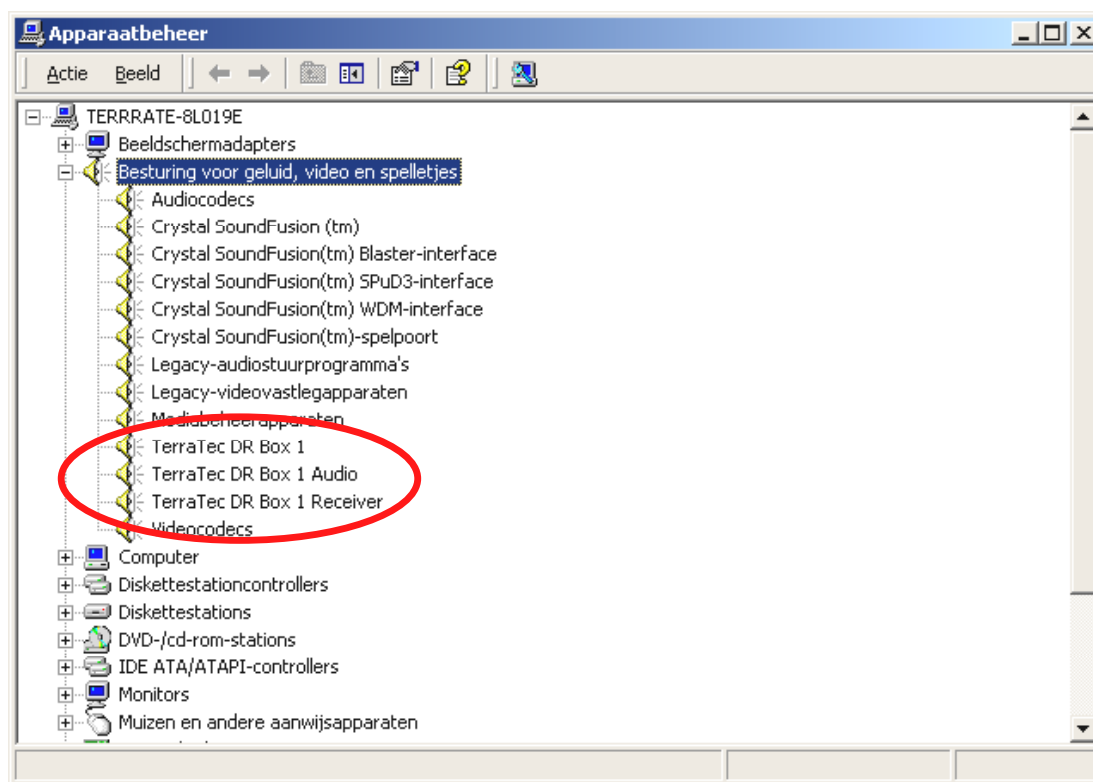 Apparaatbeheer
Actie Beeld
TERRRATE-8L019E
Beeldschermadapters
Besturing voor geluid, video en spelletjes
Audiocodecs
Crystal SoundFusion (tm)
Crystal SoundFusion(tm) Blaster-interface
Crystal SoundFusion(tm) SPuD3-interface
Crystal SoundFusion(tm) WDM-interface
Crystal SoundFusion(tm)-spelpoort
Legacy-audiostuurprogramma's
Legacy-videovastlegapparaten
Mediabeheerapparaten
TerraTec DR Box 1
TerraTec DR Box 1 Audio
TerraTec DR Box 1 Receiver
Videocodecs
Computer
Diskettestationcontrollers
Diskettestations
DVD-/cd-rom-stations
IDE ATA/ATAPI-controllers
Monitors
Muizen en andere aanwijsapparaten